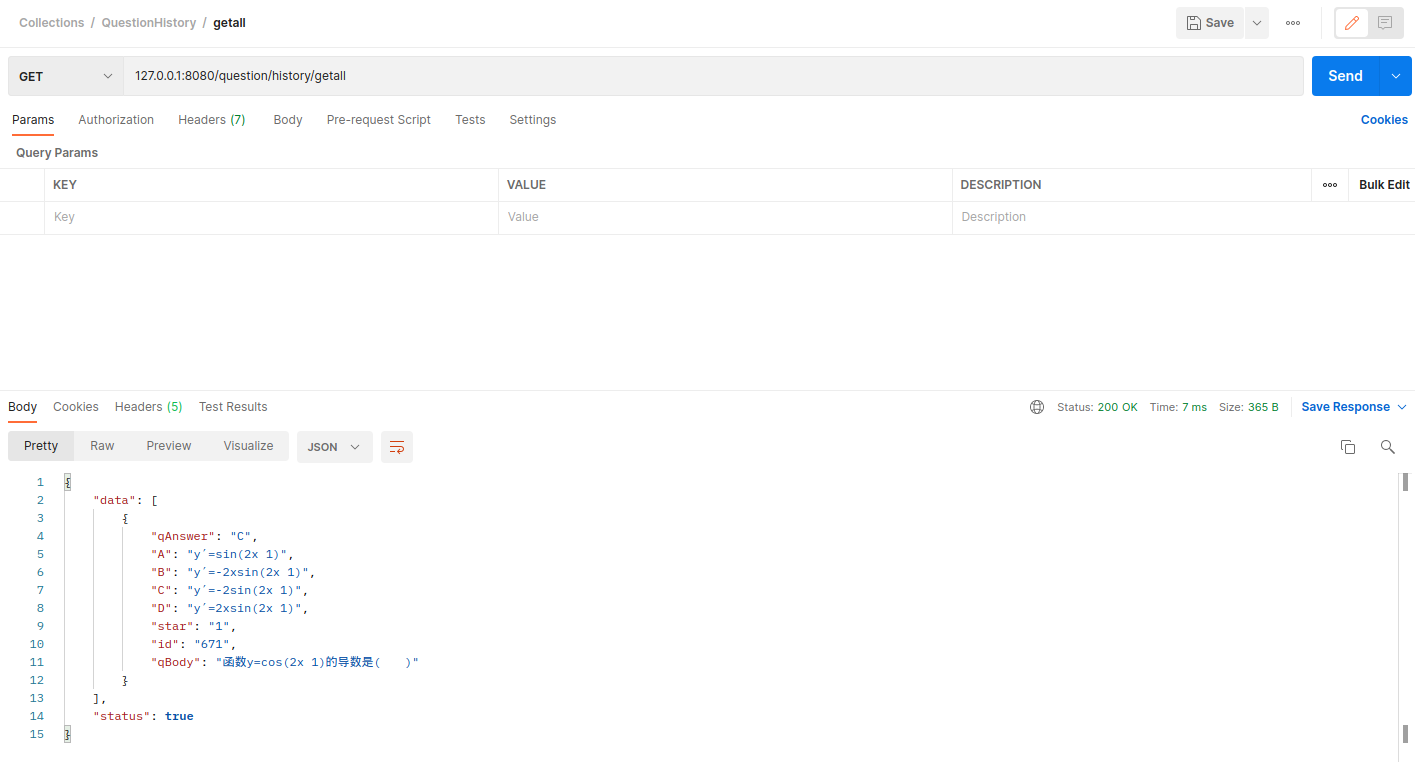 Collections / QuestionHistory / getall Save
GET 127.0.0.1:8080/question/history/getall Send
Params Authorization Headers (7) Body Pre-request Script Tests Settings Cookies
Query Params
KEY VALUE DESCRIPTION Bulk Edit
Key Value Description
Body Cookies Headers (5) Test Results Status: 200 OK Time: 7 ms Size: 365 B Save Response
Pretty Raw Preview Visualize JSON
1 {
2 "data": [
3 {
4 "qAnswer": "C",
5 "A": "y′=sin(2x 1)",
6 "B": "y′=-2xsin(2x 1)",
7 "C": "y′=-2sin(2x 1)",
8 "D": "y′=2xsin(2x 1)",
9 "star": "1",
10 "id": "671",
11 "qBody": "函数y=cos(2x 1)的导数是(   )"
12 }
13 ],
14 "status": true
15 }